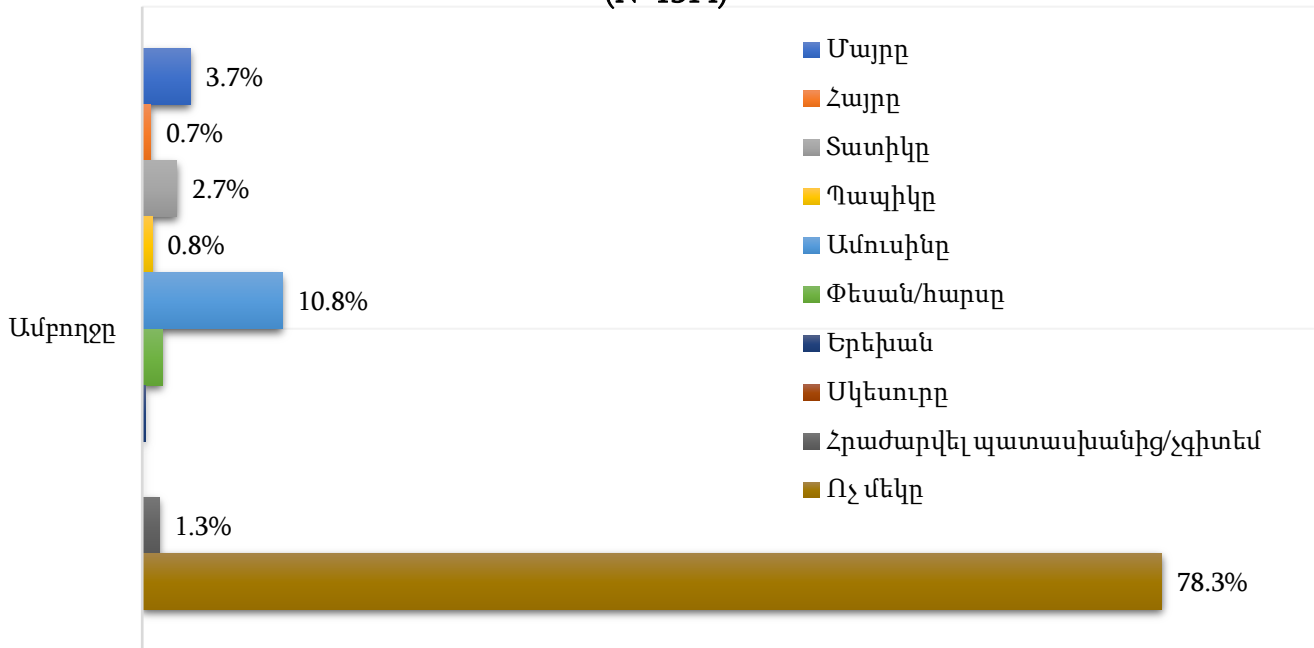 3.7%
0.7%
2.7%
0.8%
10.8%
Ամբողջը
1.3%
78.3%
Մայրը
Հայրը
Տատիկը
Պապիկը
Ամուսինը
Փեսան/հարսը
Երեխան
Սկեսուրը
Հրաժարվել պատասխանից/չգիտեմ
Ոչ մեկը